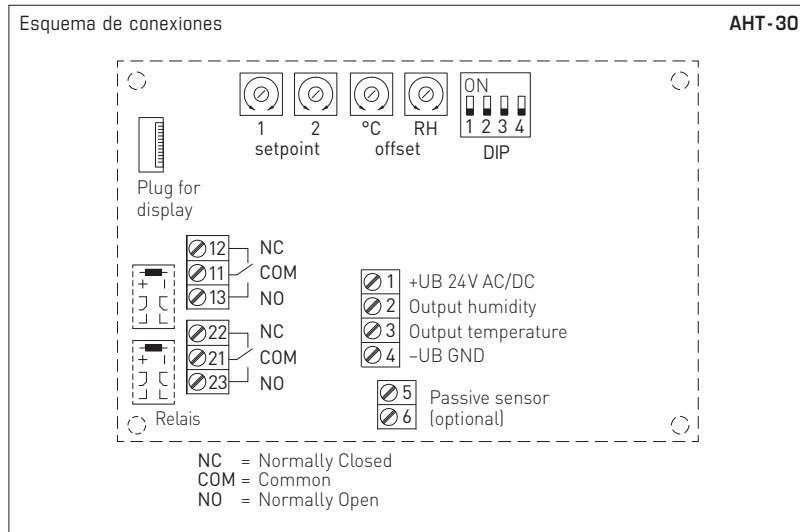 Esquema de conexiones AHT-30
ON
1 2 °C RH 1 2 3 4
setpoint offset DIP
Plug for
display
12 NC
11 COM
13 NO
22 NC
21 COM
23 NO
+ –
+ –
Relais
1 +UB 24V AC/DC
2 Output humidity
3 Output temperature
4 –UB GND
5 Passive sensor
6 (optional)
NC = Normally Closed
COM = Common
NO = Normally Open